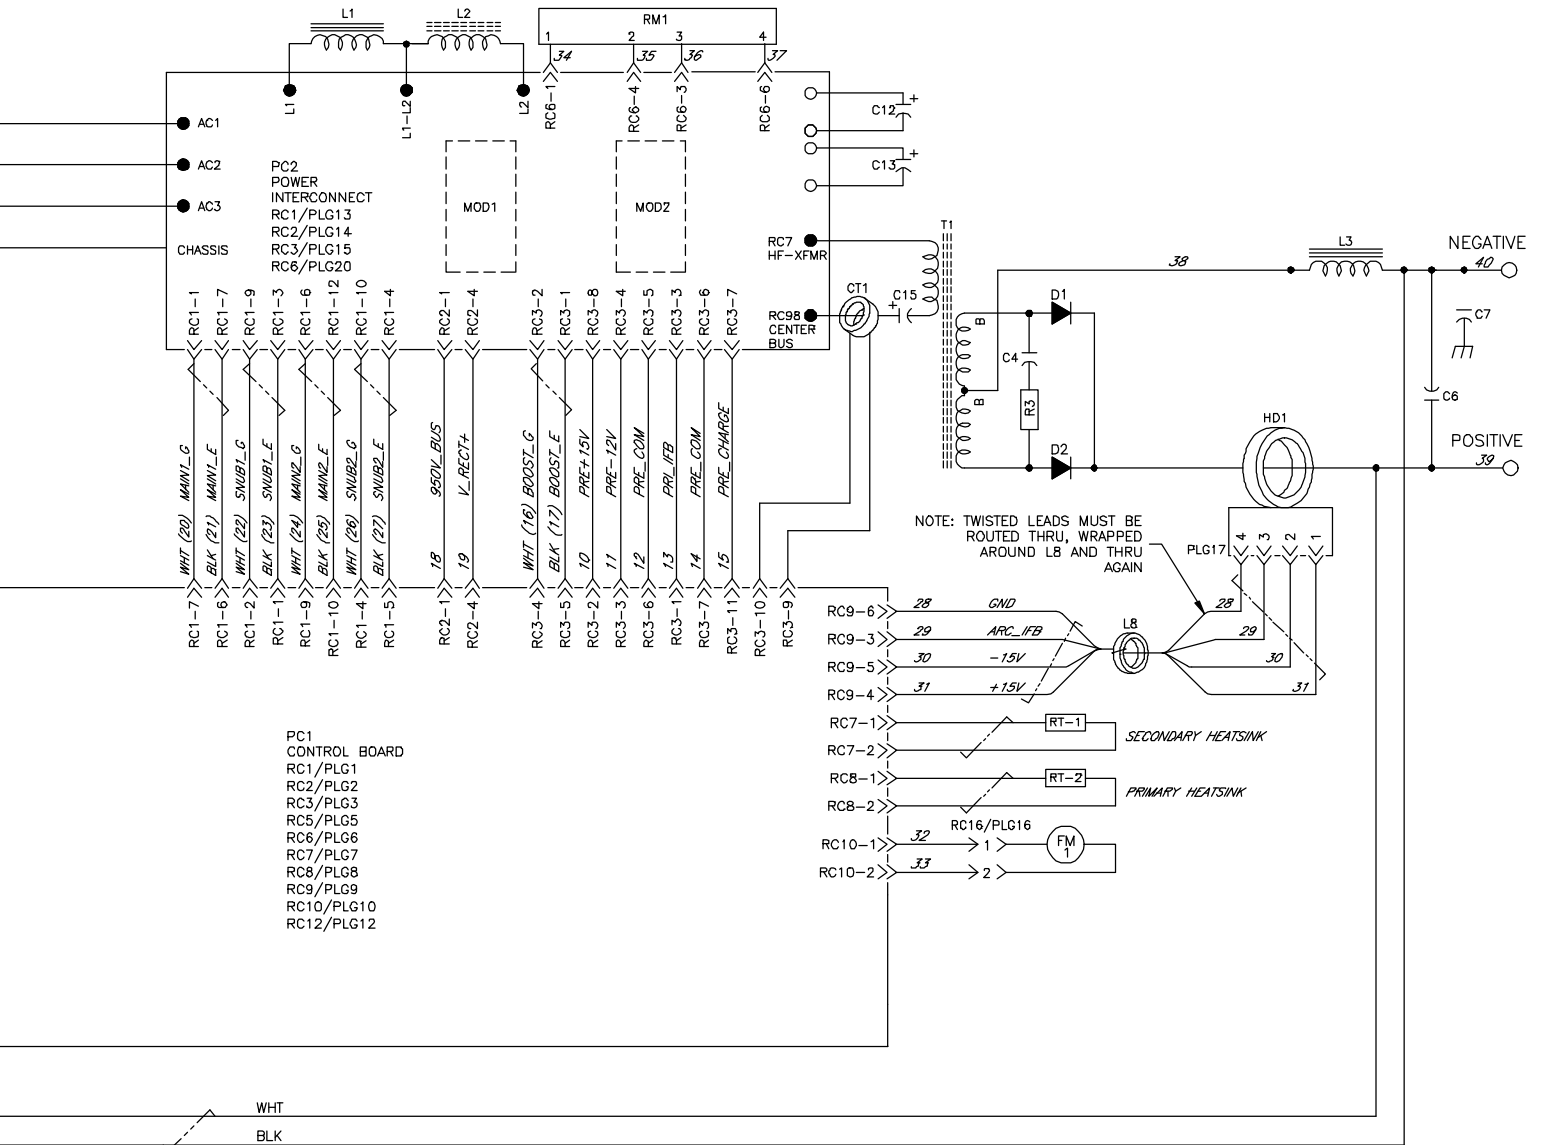 L1
L2
RM1
1
2
3
4
34
35
36
37
L1
L1-L2
L2
RC6-1
RC6-4
RC6-3
RC6-6
AC1
AC2
AC3
CHASSIS
PC2
POWER
INTERCONNECT
RC1/PLG13
RC2/PLG14
RC3/PLG15
RC6/PLG20
MOD1
MOD2
+
C12
+
C13
RC7
HF-XFMR
RC98
CENTER
BUS
CT1
+
C15
T1
B
B
38
C4
R3
D1
D2
L3
NEGATIVE
40
C7
C6
HD1
POSITIVE
39
RC1-1
RC1-7
RC1-9
RC1-3
RC1-6
RC1-12
RC1-10
RC1-4
RC2-1
RC2-4
RC3-2
RC3-1
RC3-8
RC3-4
RC3-5
RC3-3
RC3-6
RC3-7
WHT (20) MAIN1_G
BLK (21) MAIN1_E
WHT (22) SNUB1_G
BLK (23) SNUB1_E
WHT (24) MAIN2_G
BLK (25) MAIN2_E
WHT (26) SNUB2_G
BLK (27) SNUB2_E
18 950V_BUS
19 V_RECT+
WHT (16) BOOST_G
BLK (17) BOOST_E
10 PRE+15V
11 PRE-12V
12 PRE_COM
13 PRI_IFB
14 PRE_COM
15 PRE_CHARGE
RC1-7
RC1-6
RC1-2
RC1-1
RC1-9
RC1-10
RC1-4
RC1-5
RC2-1
RC2-4
RC3-4
RC3-5
RC3-2
RC3-3
RC3-6
RC3-1
RC3-7
RC3-11
RC3-10
RC3-9
NOTE: TWISTED LEADS MUST BE
ROUTED THRU, WRAPPED
AROUND L8 AND THRU
AGAIN
PLG17
4
3
2
1
RC9-6 28 GND
RC9-3 29 ARC_IFB
RC9-5 30 -15V
RC9-4 31 +15V
L8
28
29
30
31
RC7-1
RT-1
RC7-2
SECONDARY HEATSINK
RC8-1
RT-2
RC8-2
PRIMARY HEATSINK
RC16/PLG16
RC10-1 32 1
FM
1
RC10-2 33 2
PC1
CONTROL BOARD
RC1/PLG1
RC2/PLG2
RC3/PLG3
RC5/PLG5
RC6/PLG6
RC7/PLG7
RC8/PLG8
RC9/PLG9
RC10/PLG10
RC12/PLG12
WHT
BLK